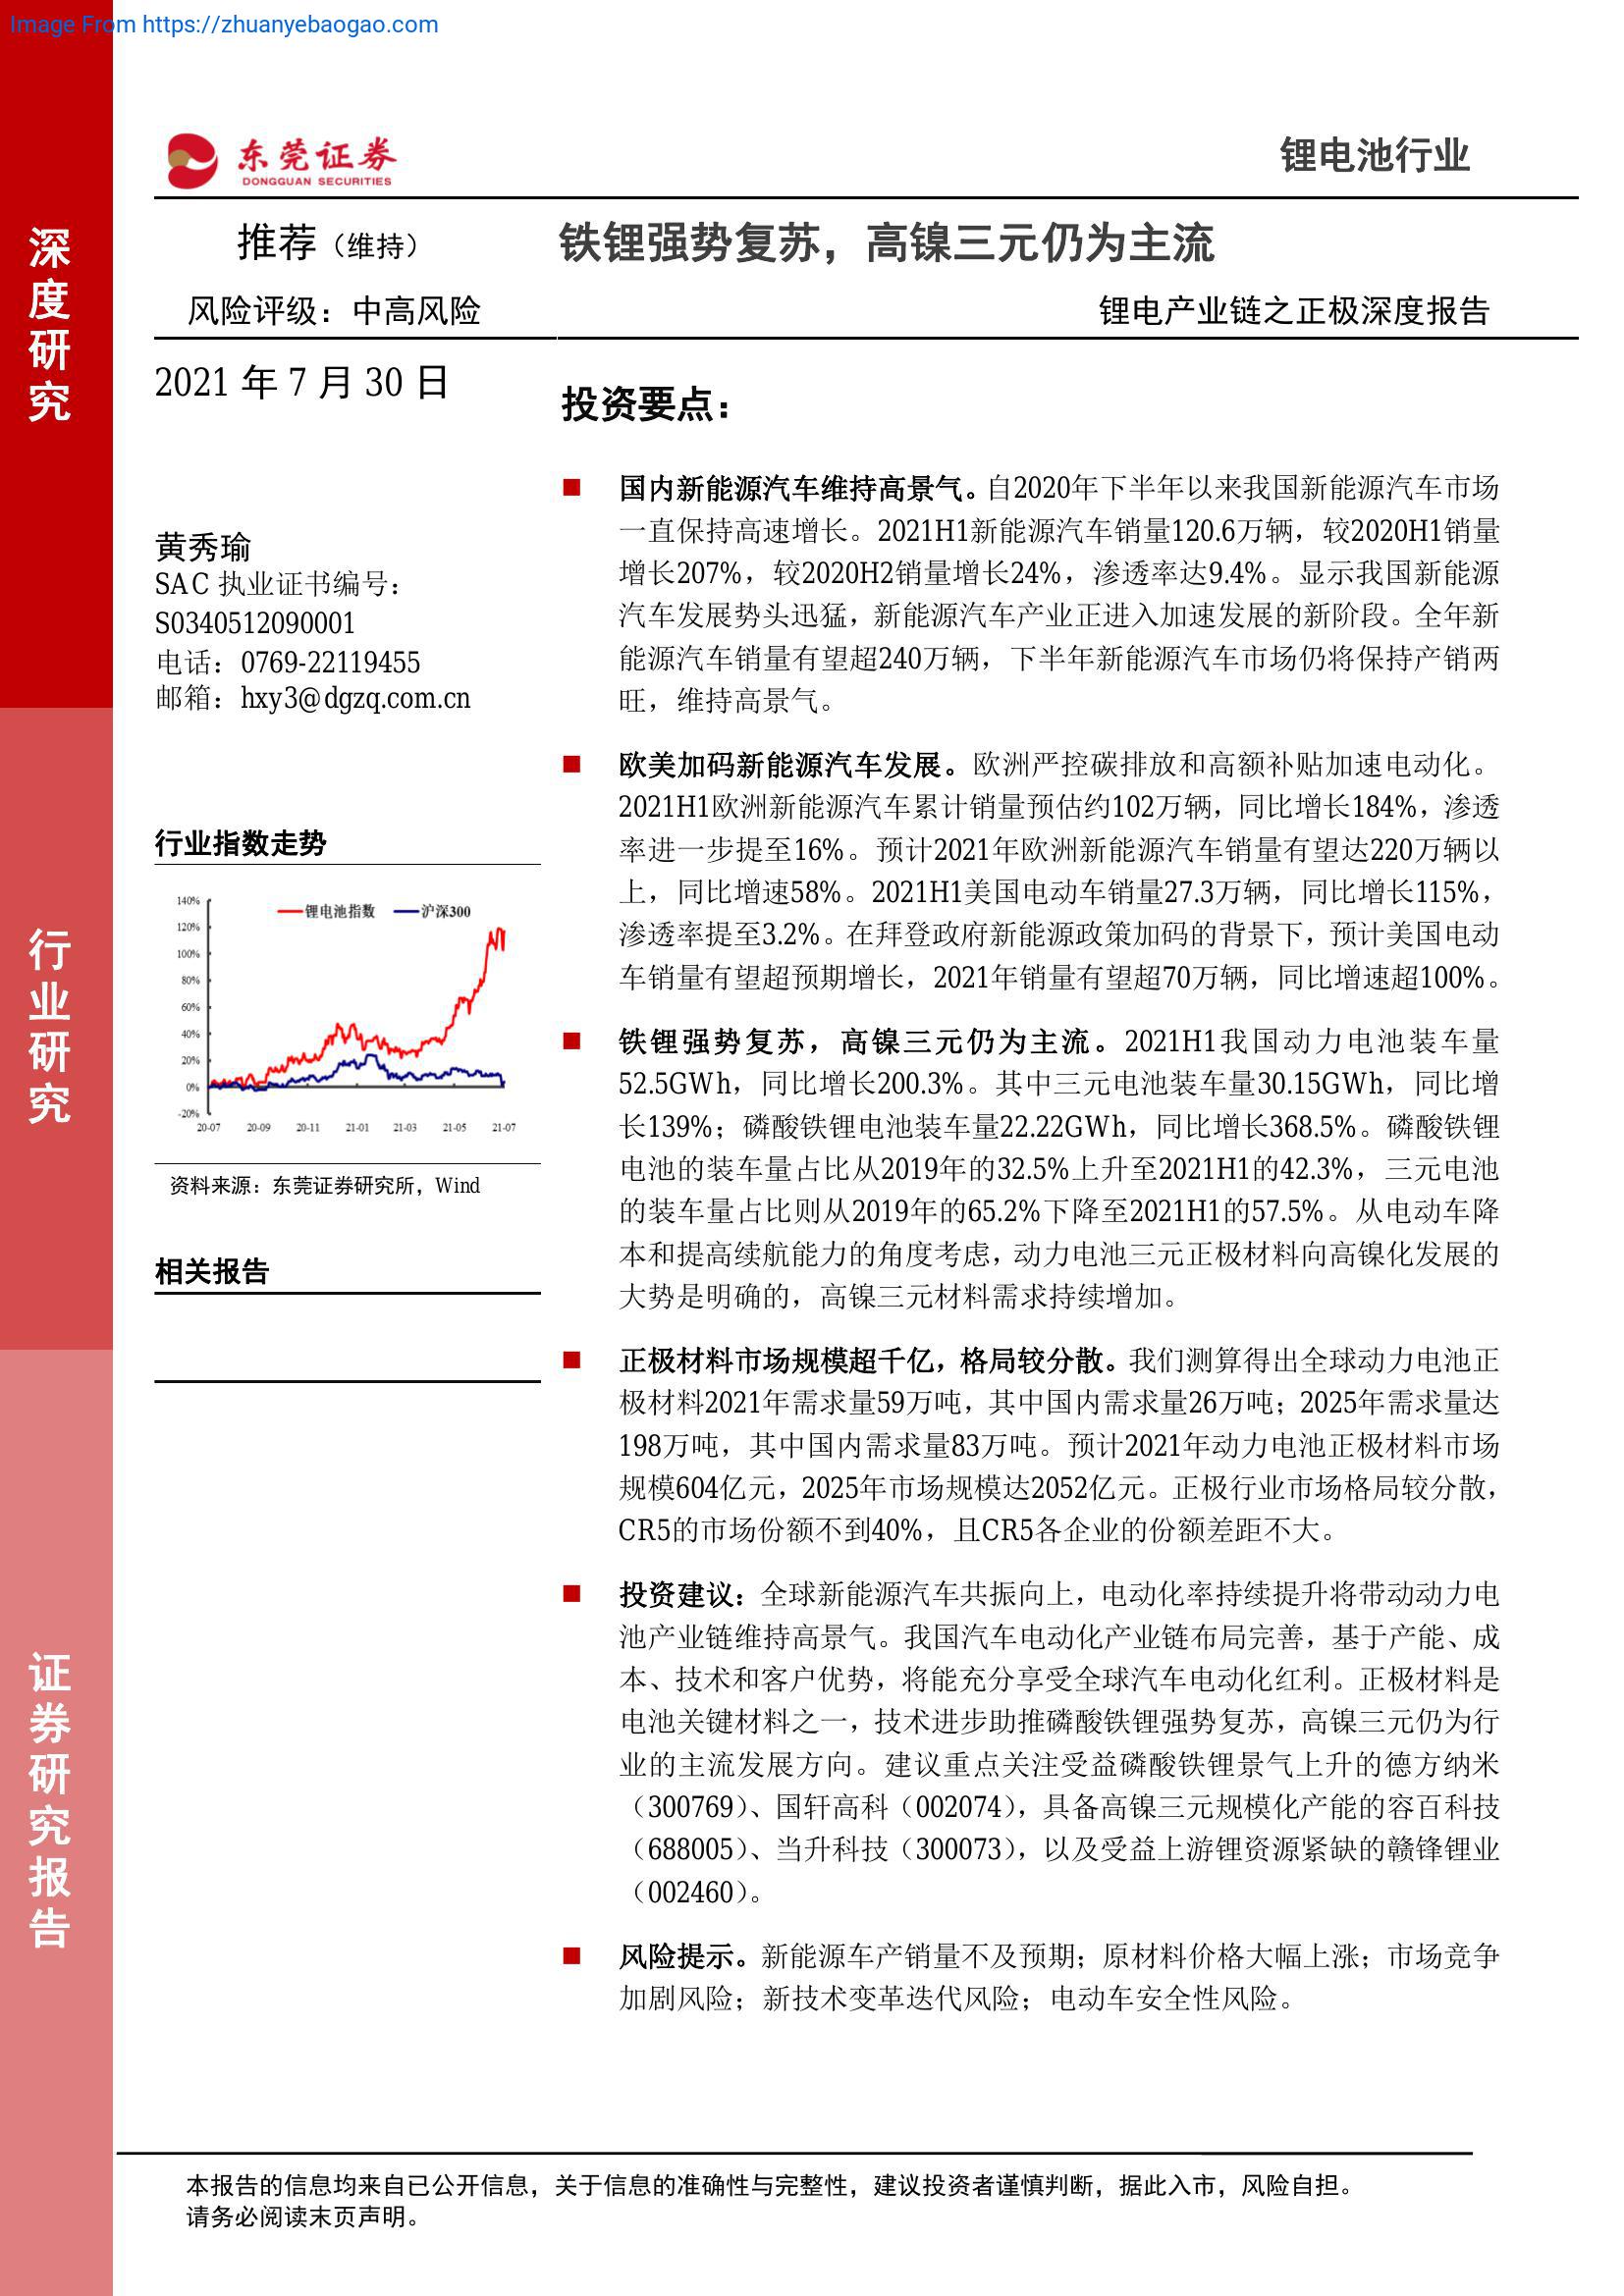 Image From https://zhuanyebaogao.com
东莞证券
DONGGUAN SECURITIES
锂电池行业
深度研究
行业研究
证券研究报告
推荐（维持）
风险评级：中高风险
铁锂强势复苏，高镍三元仍为主流
锂电产业链之正极深度报告
2021 年 7 月 30 日
黄秀瑜
SAC 执业证书编号：
S0340512090001
电话：0769-22119455
邮箱：hxy3@dgzq.com.cn
行业指数走势
锂电池指数 沪深300
140%
120%
100%
80%
60%
40%
20%
0%
-20%
20-07 20-09 20-11 21-01 21-03 21-05 21-07
资料来源：东莞证券研究所，Wind
相关报告
投资要点：
国内新能源汽车维持高景气。自2020年下半年以来我国新能源汽车市场
一直保持高速增长。2021H1新能源汽车销量120.6万辆，较2020H1销量
增长207%，较2020H2销量增长24%，渗透率达9.4%。显示我国新能源
汽车发展势头迅猛，新能源汽车产业正进入加速发展的新阶段。全年新
能源汽车销量有望超240万辆，下半年新能源汽车市场仍将保持产销两
旺，维持高景气。
欧美加码新能源汽车发展。欧洲严控碳排放和高额补贴加速电动化。
2021H1欧洲新能源汽车累计销量预估约102万辆，同比增长184%，渗透
率进一步提至16%。预计2021年欧洲新能源汽车销量有望达220万辆以
上，同比增速58%。2021H1美国电动车销量27.3万辆，同比增长115%，
渗透率提至3.2%。在拜登政府新能源政策加码的背景下，预计美国电动
车销量有望超预期增长，2021年销量有望超70万辆，同比增速超100%。
铁锂强势复苏，高镍三元仍为主流。2021H1我国动力电池装车量
52.5GWh，同比增长200.3%。其中三元电池装车量30.15GWh，同比增
长139%；磷酸铁锂电池装车量22.22GWh，同比增长368.5%。磷酸铁锂
电池的装车量占比从2019年的32.5%上升至2021H1的42.3%，三元电池
的装车量占比则从2019年的65.2%下降至2021H1的57.5%。从电动车降
本和提高续航能力的角度考虑，动力电池三元正极材料向高镍化发展的
大势是明确的，高镍三元材料需求持续增加。
正极材料市场规模超千亿，格局较分散。我们测算得出全球动力电池正
极材料2021年需求量59万吨，其中国内需求量26万吨；2025年需求量达
198万吨，其中国内需求量83万吨。预计2021年动力电池正极材料市场
规模604亿元，2025年市场规模达2052亿元。正极行业市场格局较分散，
CR5的市场份额不到40%，且CR5各企业的份额差距不大。
投资建议：全球新能源汽车共振向上，电动化率持续提升将带动动力电
池产业链维持高景气。我国汽车电动化产业链布局完善，基于产能、成
本、技术和客户优势，将能充分享受全球汽车电动化红利。正极材料是
电池关键材料之一，技术进步助推磷酸铁锂强势复苏，高镍三元仍为行
业的主流发展方向。建议重点关注受益磷酸铁锂景气上升的德方纳米
（300769）、国轩高科（002074），具备高镍三元规模化产能的容百科技
（688005）、当升科技（300073），以及受益上游锂资源紧缺的赣锋锂业
（002460）。
风险提示。新能源车产销量不及预期；原材料价格大幅上涨；市场竞争
加剧风险；新技术变革迭代风险；电动车安全性风险。
本报告的信息均来自已公开信息，关于信息的准确性与完整性，建议投资者谨慎判断，据此入市，风险自担。
请务必阅读末页声明。